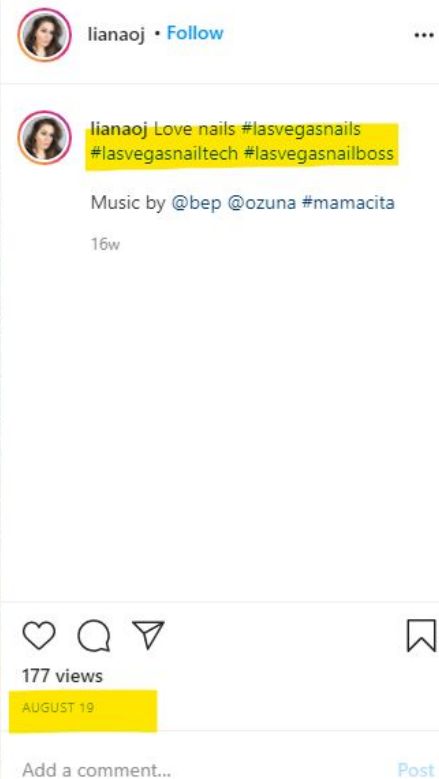 lianaoj • Follow
lianaoj Love nails #lasvegasnails
#lasvegasnailtech #lasvegasnailboss
Music by @bep @ozuna #mamacita
16w
177 views
AUGUST 19
Add a comment... Post